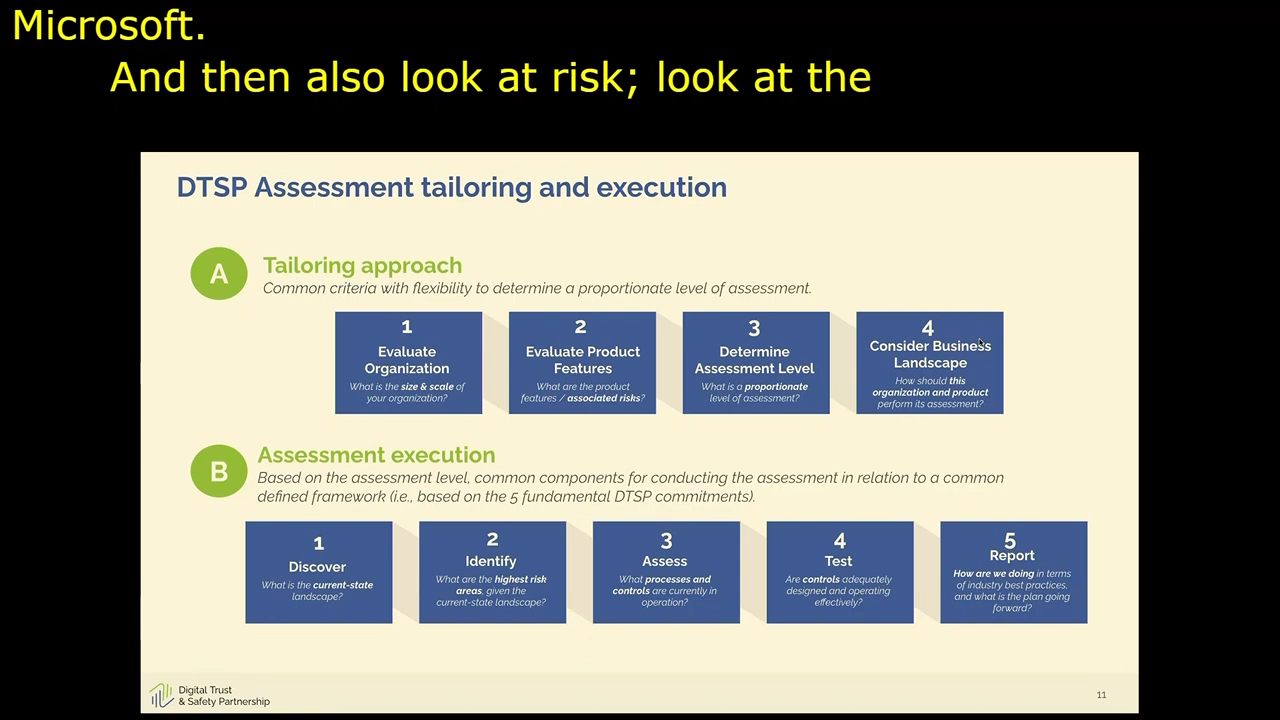 Microsoft.
And then also look at risk; look at the
DTSP Assessment tailoring and execution
A
Tailoring approach
Common criteria with flexibility to determine a proportionate level of assessment.
1
Evaluate
Organization
What is the size & scale of
your organization?
2
Evaluate Product
Features
What are the product
features / associated risks?
3
Determine
Assessment Level
What is a proportionate
level of assessment?
4
Consider Business
Landscape
How should this
organization and product
perform its assessment?
B
Assessment execution
Based on the assessment level, common components for conducting the assessment in relation to a common
defined framework (i.e., based on the 5 fundamental DTSP commitments).
1
Discover
What is the current-state
landscape?
2
Identify
What are the highest risk
areas, given the
current-state landscape?
3
Assess
What processes and
controls are currently in
operation?
4
Test
Are controls adequately
designed and operating
effectively?
5
Report
How are we doing in terms
of industry best practices,
and what is the plan going
forward?
Digital Trust
& Safety Partnership
11